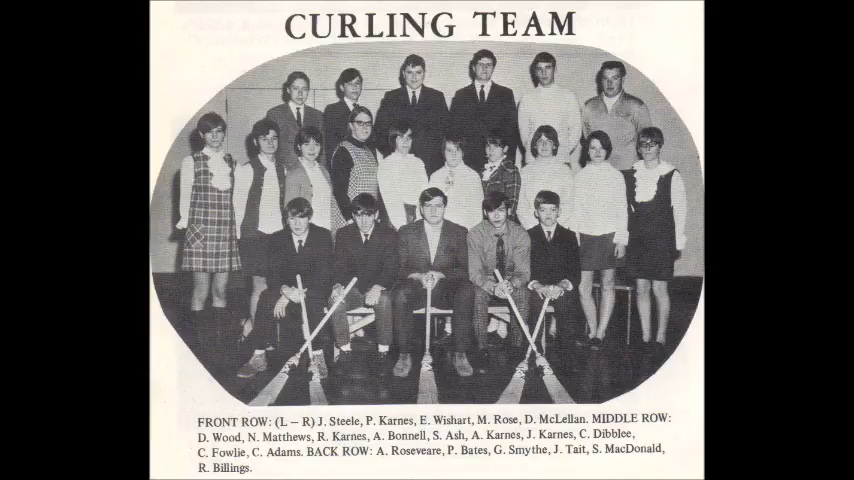 CURLING TEAM
FRONT ROW: (L – R) J. Steele, P. Karnes, E. Wishart, M. Rose, D. McLellan. MIDDLE ROW:
D. Wood, N. Matthews, R. Karnes, A. Bonnell, S. Ash, A. Karnes, J. Karnes, C. Dibblee,
C. Fowlie, C. Adams. BACK ROW: A. Roseveare, P. Bates, G. Smythe, J. Tait, S. MacDonald,
R. Billings.